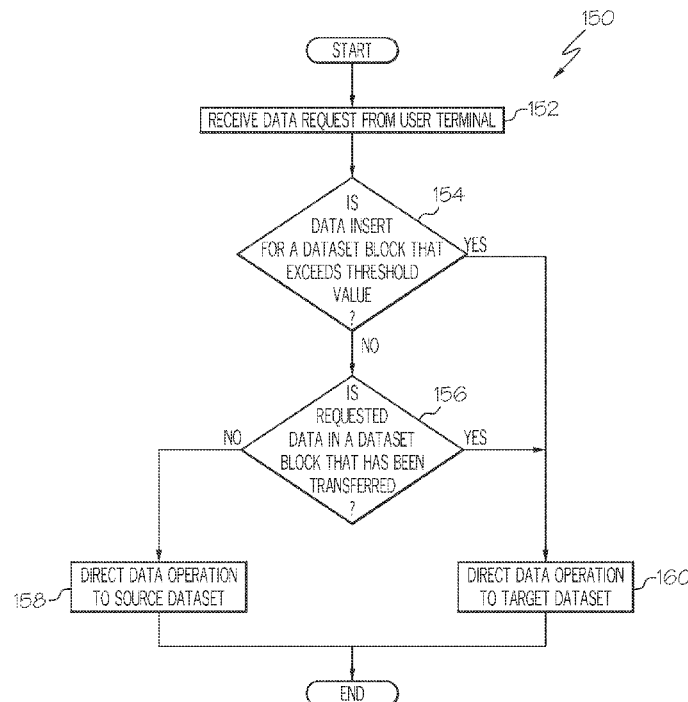 150
START
RECEIVE DATA REQUEST FROM USER TERMINAL
152
154
IS
DATA INSERT
FOR A DATASET BLOCK THAT
EXCEEDS THRESHOLD
VALUE
?
YES
NO
156
IS
REQUESTED
DATA IN A DATASET
BLOCK THAT HAS BEEN
TRANSFERRED
?
NO
YES
DIRECT DATA OPERATION
TO SOURCE DATASET
158
DIRECT DATA OPERATION
TO TARGET DATASET
160
END